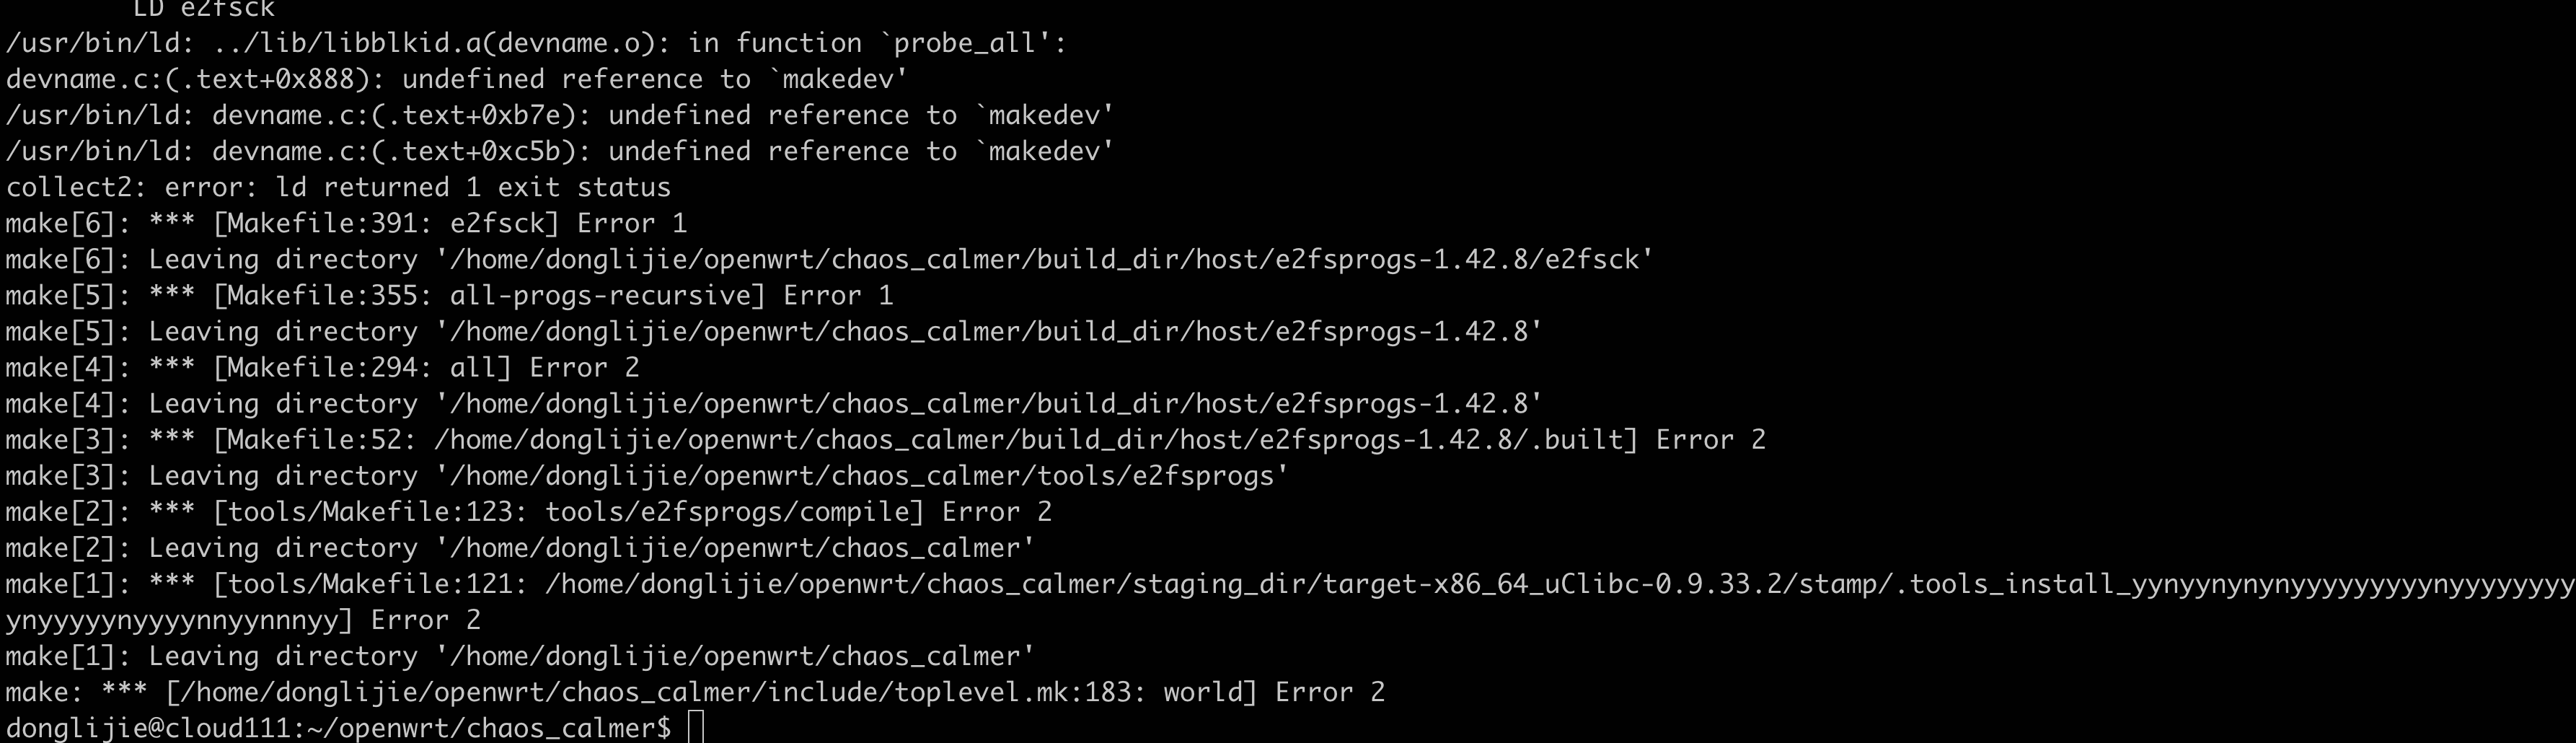 LD e2fsck
/usr/bin/ld: ../lib/libblkid.a(devname.o): in function `probe_all':
devname.c:(.text+0x888): undefined reference to `makedev'
/usr/bin/ld: devname.c:(.text+0xb7e): undefined reference to `makedev'
/usr/bin/ld: devname.c:(.text+0xc5b): undefined reference to `makedev'
collect2: error: ld returned 1 exit status
make[6]: *** [Makefile:391: e2fsck] Error 1
make[6]: Leaving directory '/home/donglijie/openwrt/chaos_calmer/build_dir/host/e2fsprogs-1.42.8/e2fsck'
make[5]: *** [Makefile:355: all-progs-recursive] Error 1
make[5]: Leaving directory '/home/donglijie/openwrt/chaos_calmer/build_dir/host/e2fsprogs-1.42.8'
make[4]: *** [Makefile:294: all] Error 2
make[4]: Leaving directory '/home/donglijie/openwrt/chaos_calmer/build_dir/host/e2fsprogs-1.42.8'
make[3]: *** [Makefile:52: /home/donglijie/openwrt/chaos_calmer/build_dir/host/e2fsprogs-1.42.8/.built] Error 2
make[3]: Leaving directory '/home/donglijie/openwrt/chaos_calmer/tools/e2fsprogs'
make[2]: *** [tools/Makefile:123: tools/e2fsprogs/compile] Error 2
make[2]: Leaving directory '/home/donglijie/openwrt/chaos_calmer'
make[1]: *** [tools/Makefile:121: /home/donglijie/openwrt/chaos_calmer/staging_dir/target-x86_64_uClibc-0.9.33.2/stamp/.tools_install_yynyynynynyyyyyyyyynyyyyyyyy
ynyyyyynyyyynnyynnnyy] Error 2
make[1]: Leaving directory '/home/donglijie/openwrt/chaos_calmer'
make: *** [/home/donglijie/openwrt/chaos_calmer/include/toplevel.mk:183: world] Error 2
donglijie@cloud111:~/openwrt/chaos_calmer$